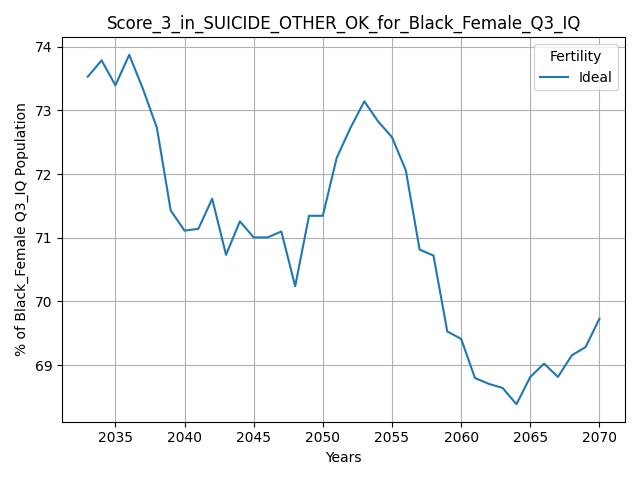 Score_3_in_SUICIDE_OTHER_OK_for_Black_Female_Q3_IQ
Fertility
Ideal
% of Black_Female Q3_IQ Population
74
73
72
71
70
69
2035 2040 2045 2050 2055 2060 2065 2070
Years